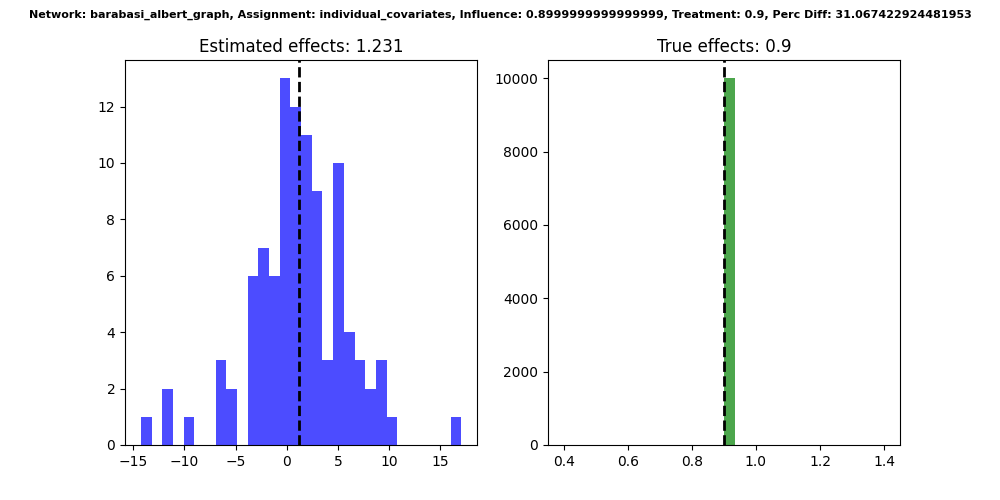 Network: barabasi_albert_graph, Assignment: individual_covariates, Influence: 0.8999999999999999, Treatment: 0.9, Perc Diff: 31.067422924481953
Estimated effects: 1.231
True effects: 0.9
12
10
8
6
4
2
0
−15 −10 −5 0 5 10 15
10000
8000
6000
4000
2000
0
0.4 0.6 0.8 1.0 1.2 1.4